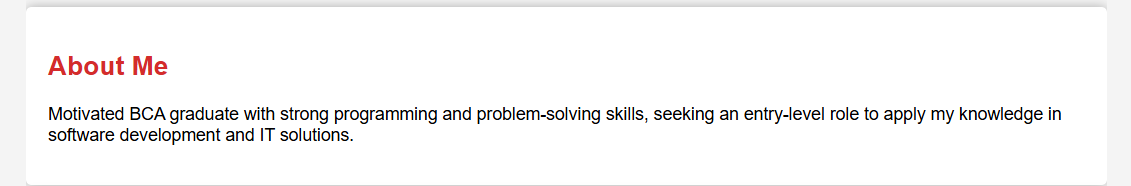 About Me
Motivated BCA graduate with strong programming and problem-solving skills, seeking an entry-level role to apply my knowledge in
software development and IT solutions.